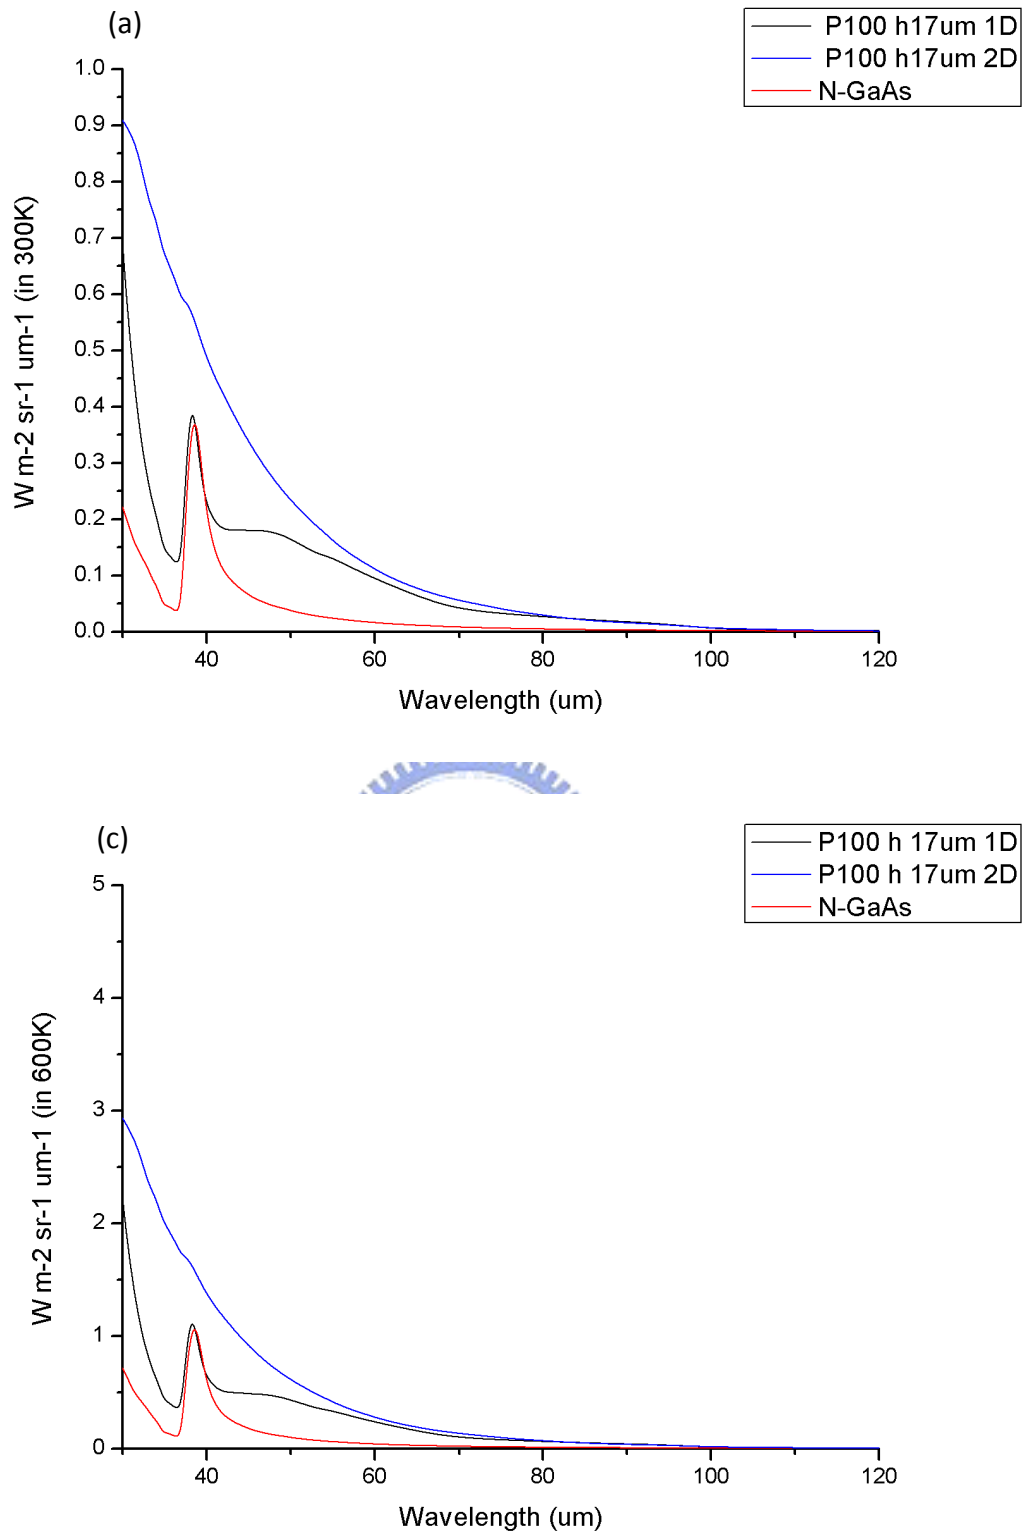 (a)
P100 h17um 1D
P100 h17um 2D
N-GaAs
1.0
0.9
0.8
0.7
0.6
0.5
0.4
0.3
0.2
0.1
0.0
W m-2 sr-1 um-1 (in 300K)
40 60 80 100 120
Wavelength (um)
(c)
P100 h 17um 1D
P100 h 17um 2D
N-GaAs
5
4
3
2
1
0
W m-2 sr-1 um-1 (in 600K)
40 60 80 100 120
Wavelength (um)